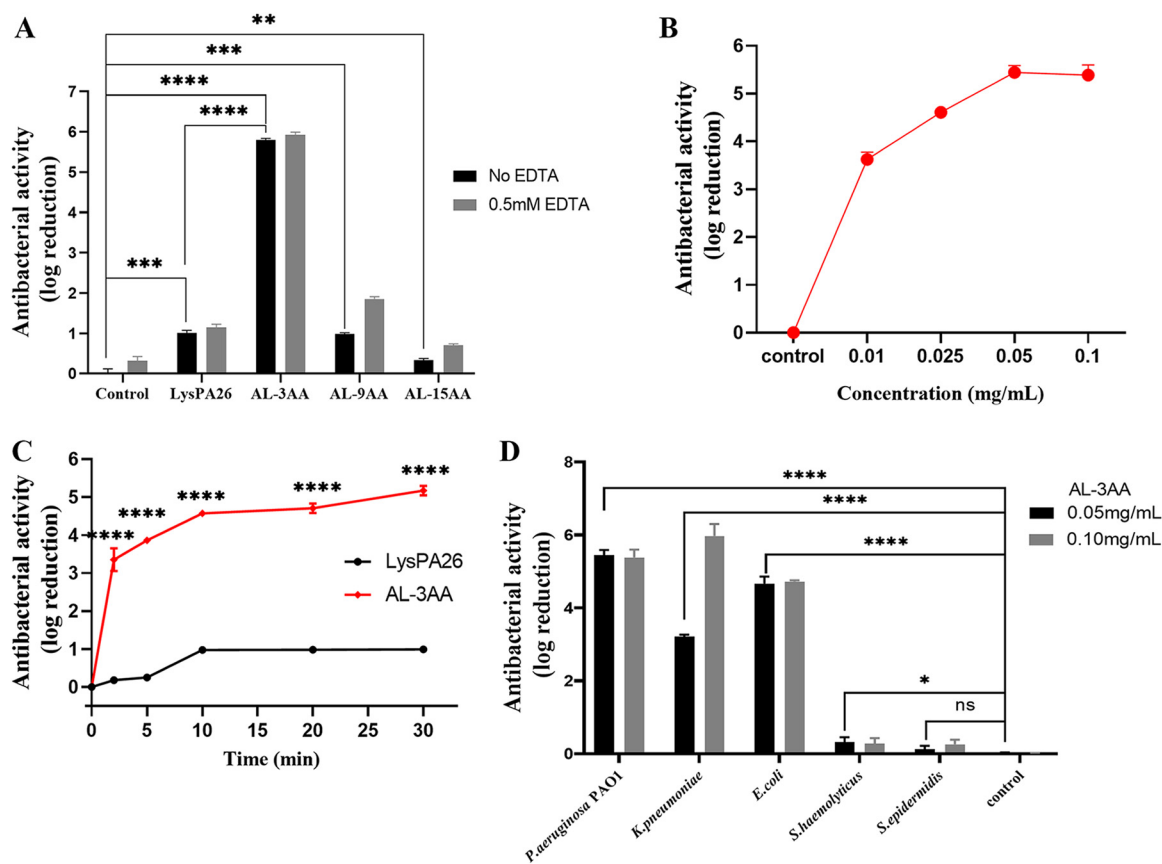 A
**
***
****
****
***
Antibacterial activity
(log reduction)
7
6
5
4
3
2
1
0
No EDTA
0.5mM EDTA
Control LysPA26 AL-3AA AL-9AA AL-15AA
B
Antibacterial activity
(log reduction)
6
5
4
3
2
1
0
control 0.01 0.025 0.05 0.1
Concentration (mg/mL)
C
Antibacterial activity
(log reduction)
6
5
4
3
2
1
0
**** **** **** **** ****
LysPA26
AL-3AA
0 5 10 15 20 25 30
Time (min)
D
Antibacterial activity
(log reduction)
8
6
4
2
0
****
****
****
*
ns
AL-3AA
0.05mg/mL
0.10mg/mL
P.aeruginosa PAO1
K.pneumoniae
E.coli
S.haemolyticus
S.epidermidis
control